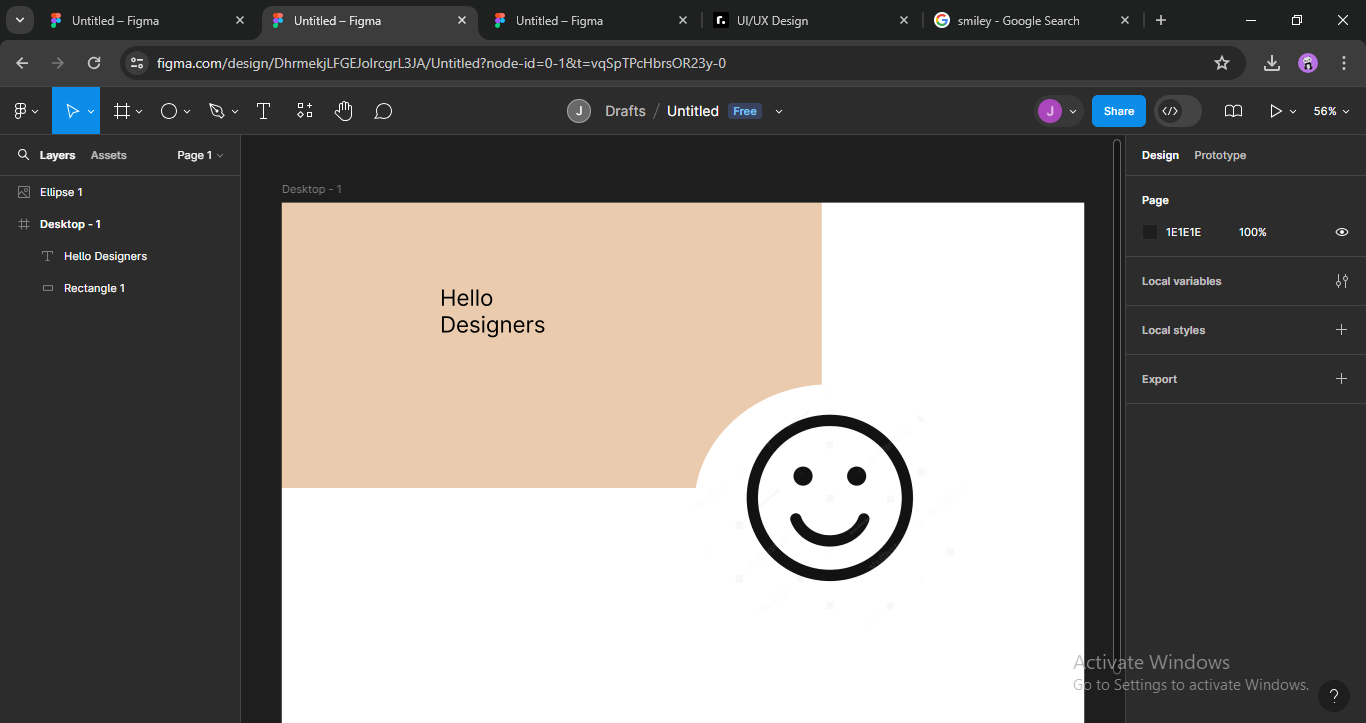 Untitled – Figma
Untitled – Figma
Untitled – Figma
UI/UX Design
smiley - Google Search
figma.com/design/DhrmekjLFGEJolrcgrL3JA/Untitled?node-id=0-1&t=vqSpTPcHbrsOR23y-0
J Drafts / Untitled Free
J
Share
56%
Layers Assets Page 1
Ellipse 1
Desktop - 1
Hello Designers
Rectangle 1
Desktop - 1
Hello
Designers
Design Prototype
Page
1E1E1E 100%
Local variables
Local styles
Export
Activate Windows
Go to Settings to activate Windows.
?